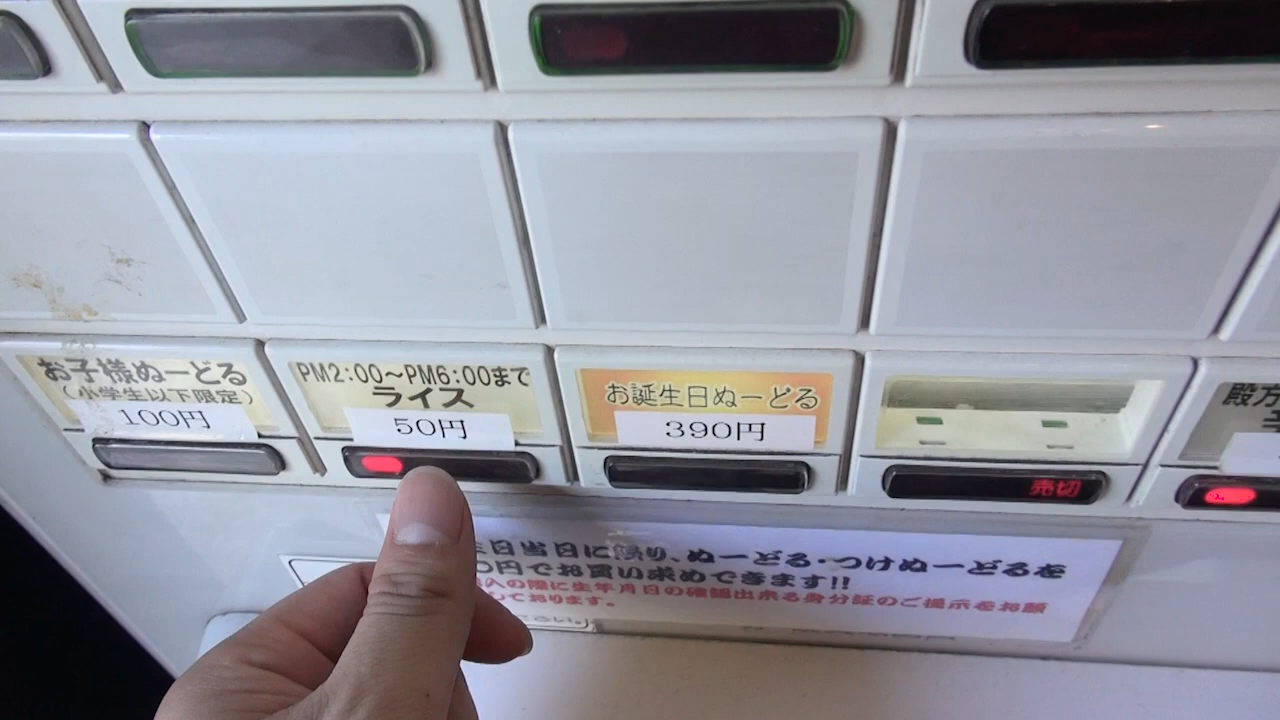 お子様ぬーどる
(小学生以下限定)
100円
PM2:00〜PM6:00まで
ライス
50円
お誕生日ぬーどる
390円
売切
殿方
日当日に限り、ぬーどる・つけぬーどるを
0円でお買い求めできます!!
への際に生年月日の確認出来る身分証のご提示をお願
しております。